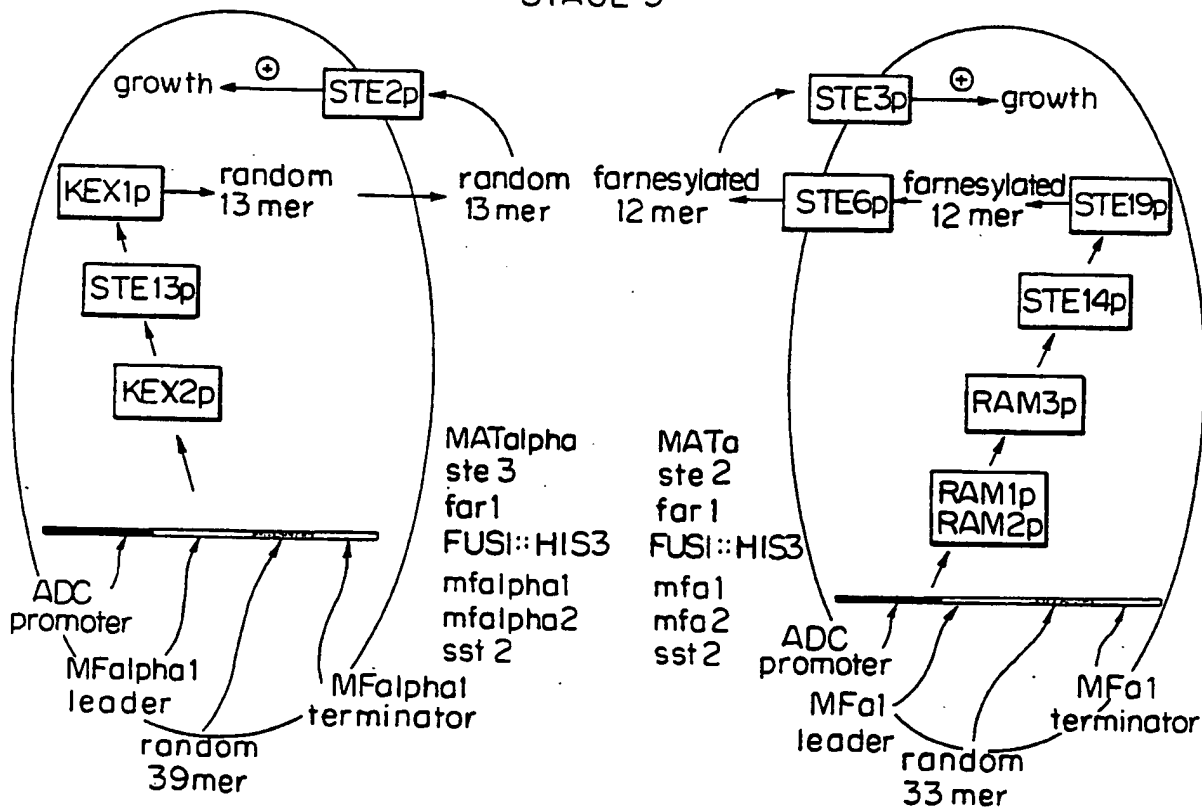 growth
⊕
STE2p
KEX1p
random
13 mer
random
13 mer
STE13p
KEX2p
ADC
promoter
MFalpha1
leader
random
39mer
MFalpha1
terminator
MATalpha
ste 3
far1
FUS1::HIS3
mfalpha1
mfalpha2
sst 2
MATa
ste 2
far 1
FUS1::HIS3
mfa1
mfa2
sst2
STE3p
⊕
growth
farnesylated
12 mer
STE6p
farnesylated
12 mer
STE19p
STE14p
RAM3p
RAM1p
RAM2p
ADC
promoter
MFa1
leader
random
33 mer
MFa1
terminator